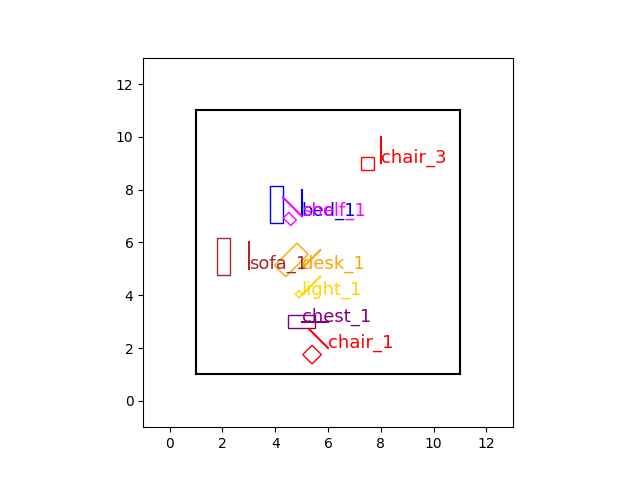 12
10
8
6
4
2
0
chair_3
bed_1
shelf_1
sofa_1
desk_1
light_1
chest_1
chair_1
0 2 4 6 8 10 12